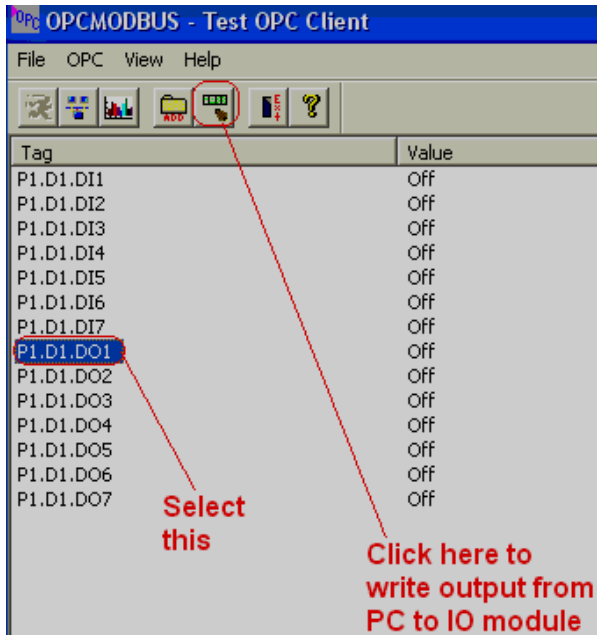 OPC OPCMODBUS - Test OPC Client
File OPC View Help
ADD EXT
Tag Value
P1.D1.DI1 Off
P1.D1.DI2 Off
P1.D1.DI3 Off
P1.D1.DI4 Off
P1.D1.DI5 Off
P1.D1.DI6 Off
P1.D1.DI7 Off
P1.D1.DO1 Off
P1.D1.DO2 Off
P1.D1.DO3 Off
P1.D1.DO4 Off
P1.D1.DO5 Off
P1.D1.DO6 Off
P1.D1.DO7 Off
Select
this
Click here to
write output from
PC to IO module